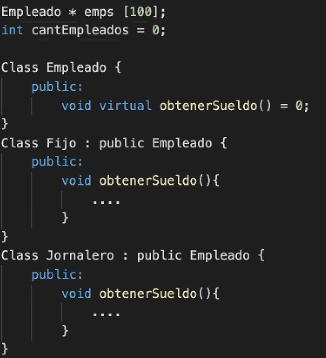 Empleado * emps [100];
int cantEmpleados = 0;
Class Empleado {
public:
void virtual obtenerSueldo() = 0;
}
Class Fijo : public Empleado {
public:
void obtenerSueldo(){
....
}
}
Class Jornalero : public Empleado {
public:
void obtenerSueldo(){
....
}
}